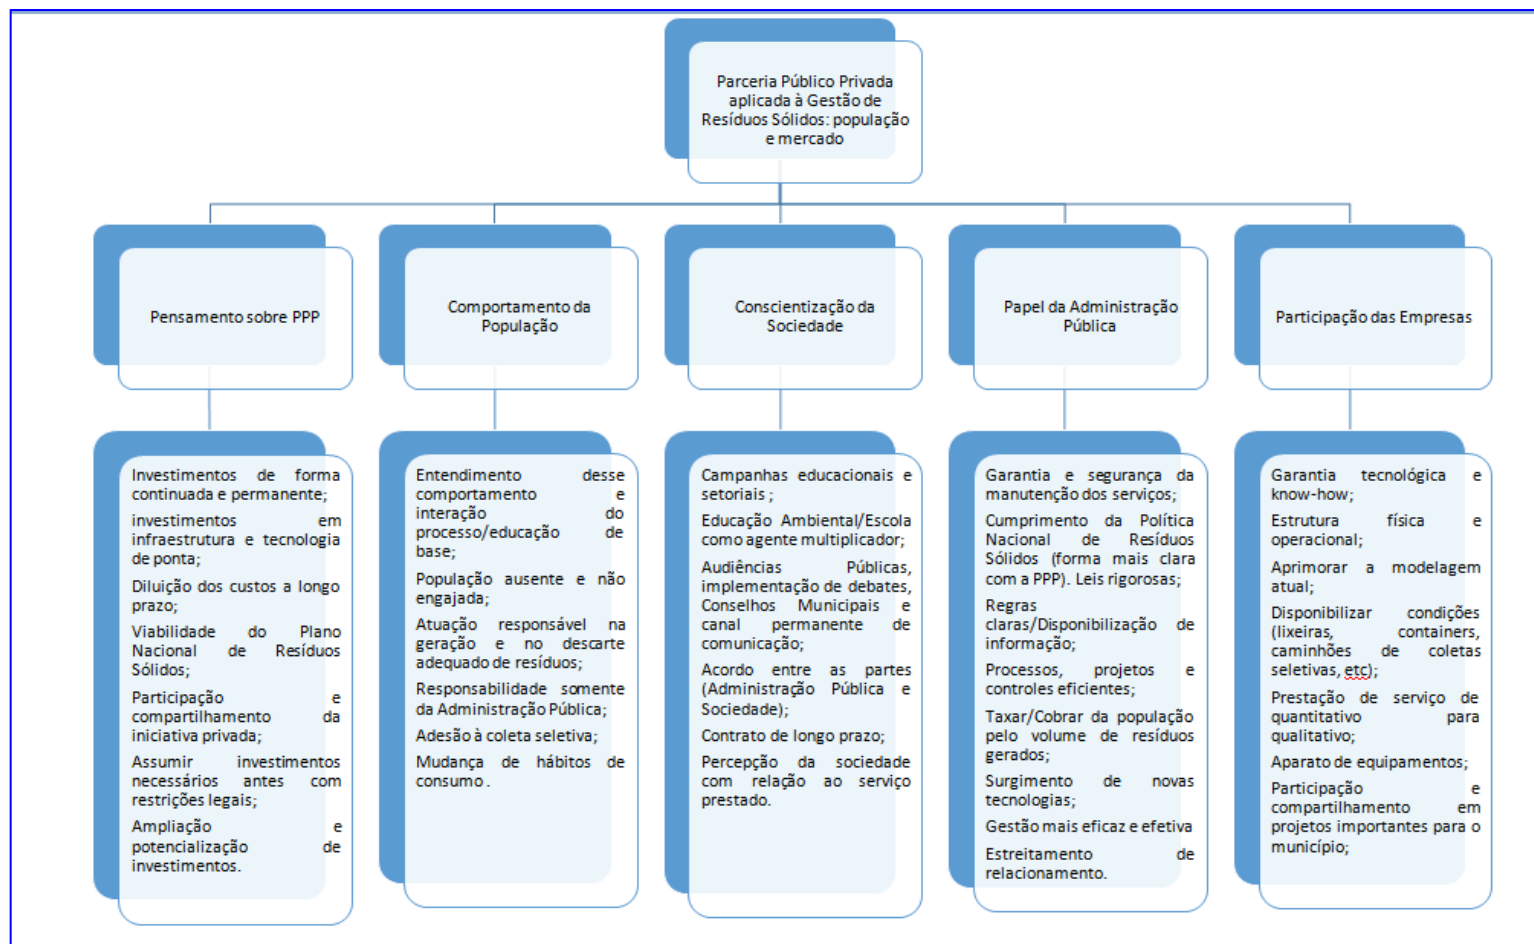 Parceria Público Privada
aplicada à Gestão de
Resíduos Sólidos: população
e mercado
Pensamento sobre PPP
Comportamento da
População
Conscientização da
Sociedade
Papel da Administração
Pública
Participação das Empresas
Investimentos de forma
continuada e permanente;
investimentos em
infraestrutura e tecnologia
de ponta;
Diluição dos custos a longo
prazo;
Viabilidade do Plano
Nacional de Resíduos
Sólidos;
Participação e
compartilhamento da
iniciativa privada;
Assumir investimentos
necessários antes com
restrições legais;
Ampliação e
potencialização de
investimentos.
Entendimento desse
comportamento e
interação do
processo/educação de
base;
População ausente e não
engajada;
Atuação responsável na
geração e no descarte
adequado de resíduos;
Responsabilidade somente
da Administração Pública;
Adesão à coleta seletiva;
Mudança de hábitos de
consumo .
Campanhas educacionais e
setoriais ;
Educação Ambiental/Escola
como agente multiplicador;
Audiências Públicas,
implementação de debates,
Conselhos Municipais e
canal permanente de
comunicação;
Acordo entre as partes
(Administração Pública e
Sociedade);
Contrato de longo prazo;
Percepção da sociedade
com relação ao serviço
prestado.
Garantia e segurança da
manutenção dos serviços;
Cumprimento da Política
Nacional de Resíduos
Sólidos (forma mais clara
com a PPP). Leis rigorosas;
Regras
claras/Disponibilização de
informação;
Processos, projetos e
controles eficientes;
Taxar/Cobrar da população
pelo volume de resíduos
gerados;
Surgimento de novas
tecnologias;
Gestão mais eficaz e efetiva
Estreitamento de
relacionamento.
Garantia tecnológica e
know-how;
Estrutura física e
operacional;
Aprimorar a modelagem
atual;
Disponibilizar condições
(lixeiras, containers,
caminhões de coletas
seletivas, etc);
Prestação de serviço de
quantitativo para
qualitativo;
Aparato de equipamentos;
Participação e
compartilhamento em
projetos importantes para o
município;